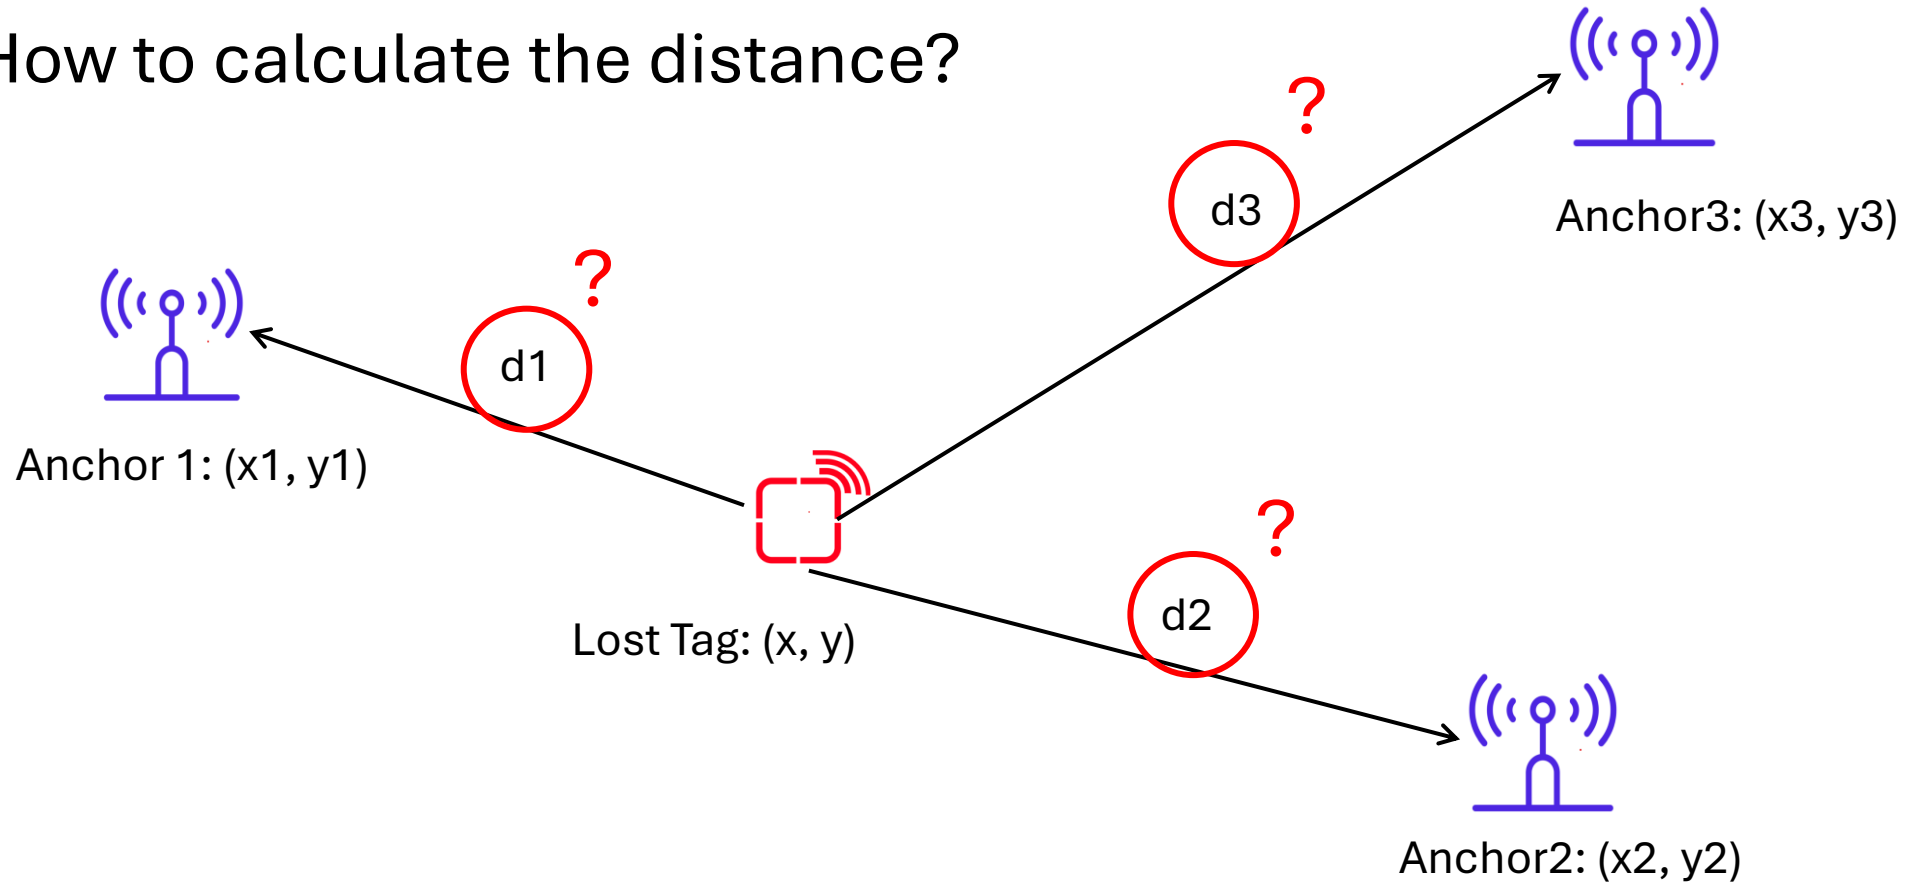 How to calculate the distance?
?
d3
Anchor3: (x3, y3)
?
d1
Anchor 1: (x1, y1)
?
d2
Lost Tag: (x, y)
Anchor2: (x2, y2)